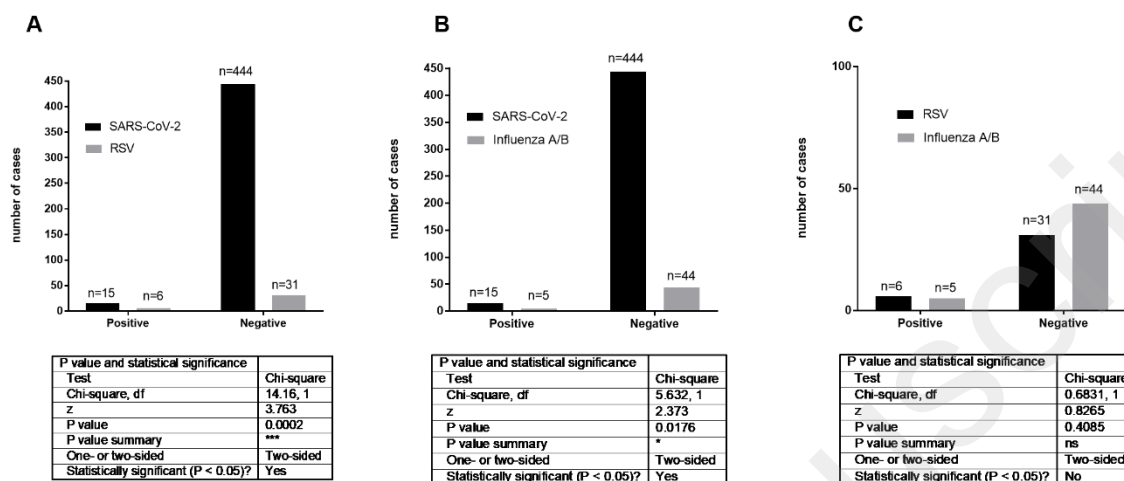 A
n=444
450
400
350
300
250
200
150
100
50
0
number of cases
SARS-CoV-2
RSV
n=15
n=6
n=31
Positive
Negative
P value and statistical significance
Test Chi-square
Chi-square, df 14.16, 1
z 3.763
P value 0.0002
P value summary ***
One- or two-sided Two-sided
Statistically significant (P < 0.05)? Yes
B
n=444
450
400
350
300
250
200
150
100
50
0
number of cases
SARS-CoV-2
Influenza A/B
n=15
n=5
n=44
Positive
Negative
P value and statistical significance
Test Chi-square
Chi-square, df 5.632, 1
z 2.373
P value 0.0176
P value summary *
One- or two-sided Two-sided
Statistically significant (P < 0.05)? Yes
C
100
50
0
number of cases
RSV
Influenza A/B
n=6
n=5
n=31
n=44
Positive
Negative
P value and statistical significance
Test Chi-square
Chi-square, df 0.6831, 1
z 0.8265
P value 0.4085
P value summary ns
One- or two-sided Two-sided
Statistically significant (P < 0.05)? No